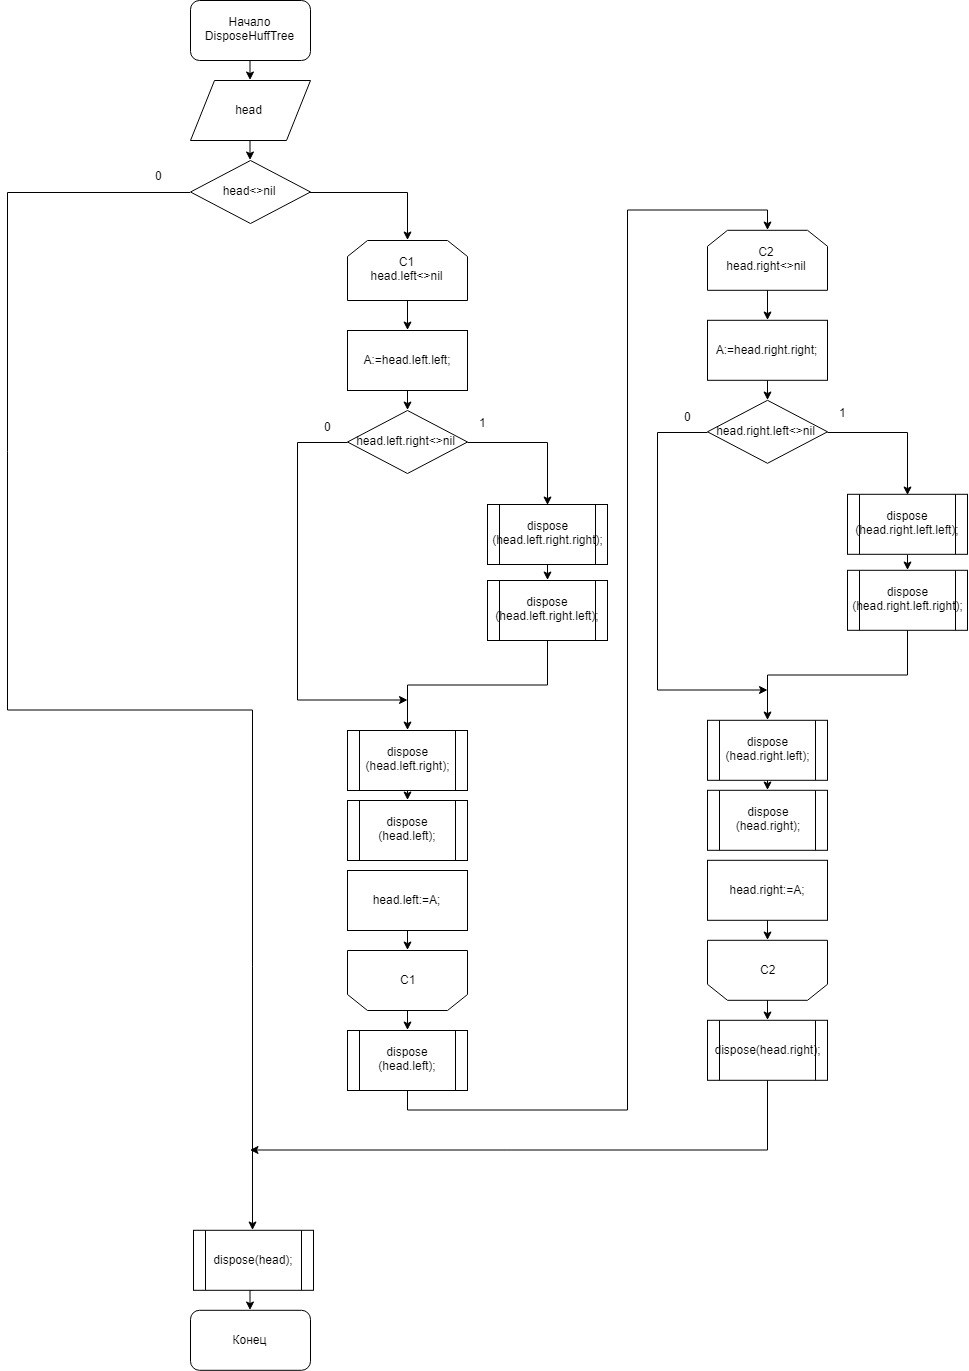 Начало
DisposeHuffTree
head
head<>nil
0
C1
head.left<>nil
A:=head.left.left;
head.left.right<>nil
0
1
dispose
(head.left.right.right);
dispose
(head.left.right.left);
dispose
(head.left.right);
dispose
(head.left);
head.left:=A;
C1
dispose
(head.left);
C2
head.right<>nil
A:=head.right.right;
head.right.left<>nil
0
1
dispose
(head.right.left.left);
dispose
(head.right.left.right);
dispose
(head.right.left);
dispose
(head.right);
head.right:=A;
C2
dispose(head.right);
dispose(head);
Конец